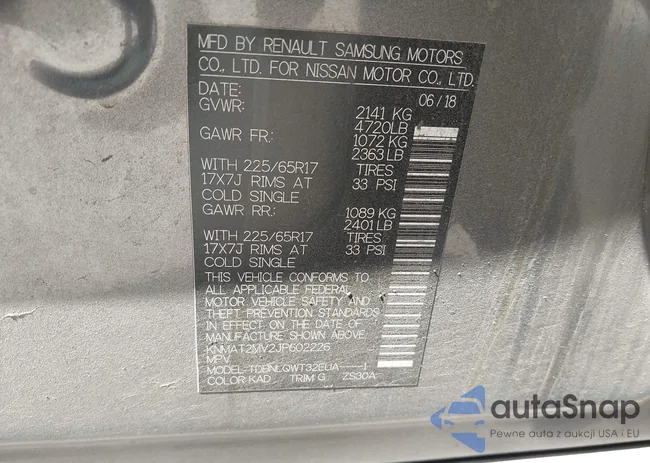 MFD BY RENAULT SAMSUNG MOTORS
CO., LTD. FOR NISSAN MOTOR CO., LTD.
DATE: 06/18
GVWR: 2141 KG
4720LB
GAWR FR: 1072 KG
2363 LB
WITH 225/65R17 TIRES
17X7J RIMS AT 33 PSI
COLD SINGLE
GAWR RR: 1089 KG
2401 LB
WITH 225/65R17 TIRES
17X7J RIMS AT 33 PSI
COLD SINGLE
THIS VEHICLE CONFORMS TO
ALL APPLICABLE FEDERAL
MOTOR VEHICLE SAFETY AND
THEFT PREVENTION STANDARDS
IN EFFECT ON THE DATE OF
MANUFACTURE SHOWN ABOVE.
KNMAT2MV2JP602226
MPV
MODEL-TDBNLQWT32EUA-----1
COLOR KAD TRIM G ZS30A
autaSnap
Pewne auta z aukcji USA i EU